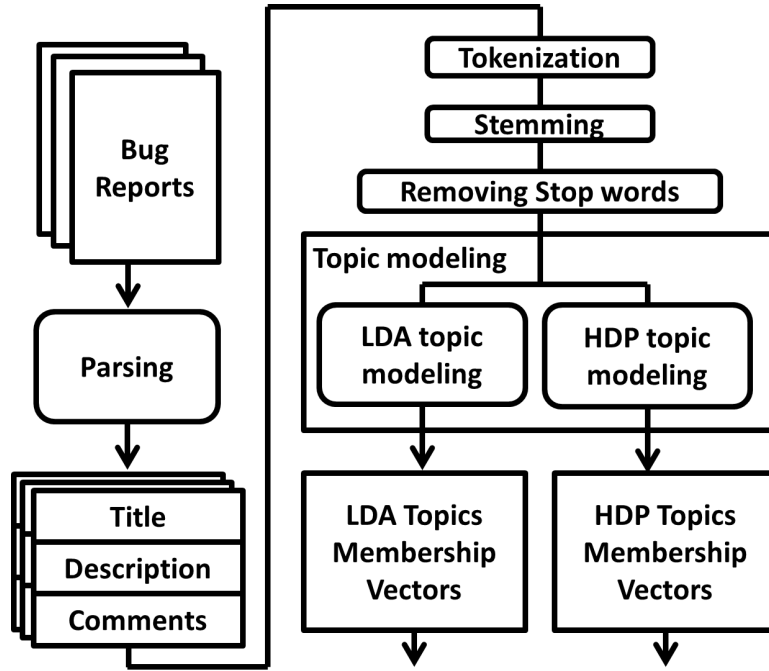 Bug
Reports
Parsing
Title
Description
Comments
Tokenization
Stemming
Removing Stop words
Topic modeling
LDA topic
modeling
HDP topic
modeling
LDA Topics
Membership
Vectors
HDP Topics
Membership
Vectors